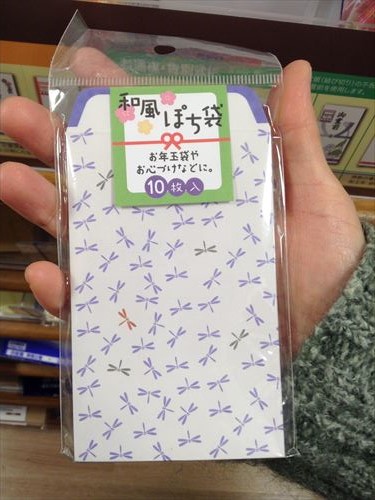 和風
ぽち袋
お年玉袋や
お心づけなどに。
10枚入